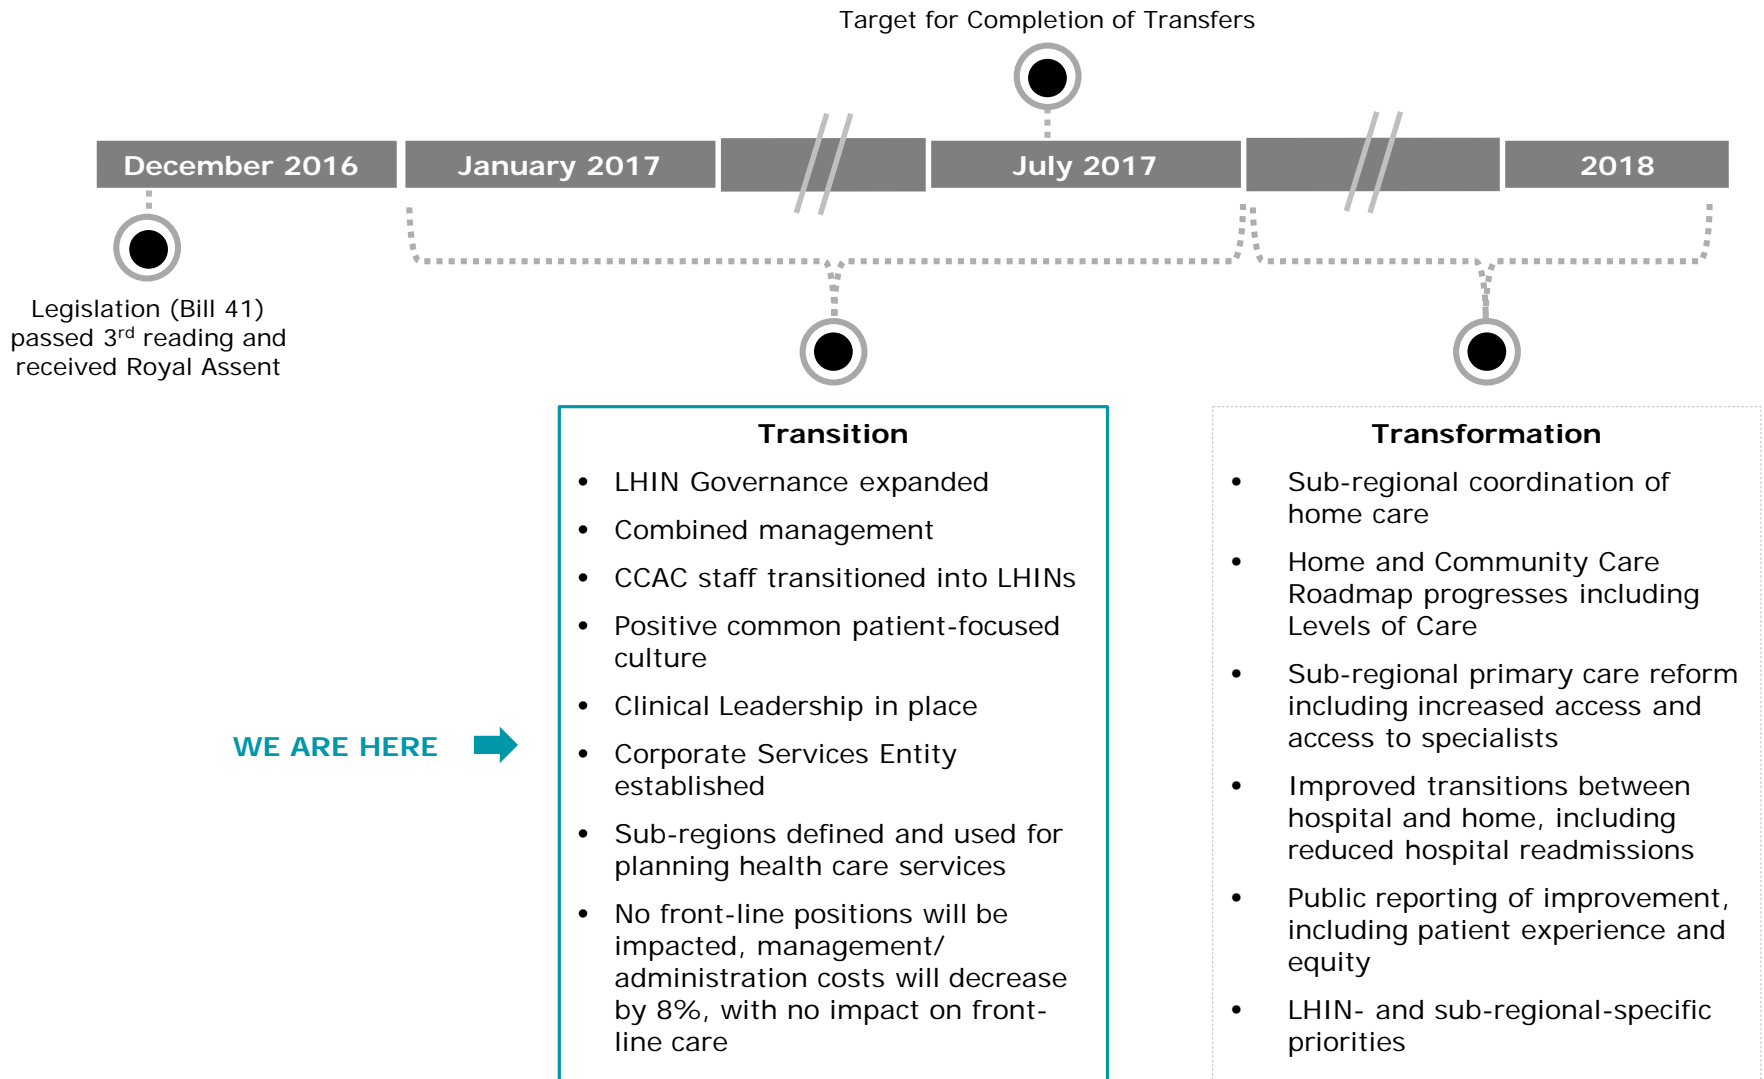 Target for Completion of Transfers
December 2016
January 2017
July 2017
2018
Legislation (Bill 41)
passed 3rd reading and
received Royal Assent
WE ARE HERE
Transition
• LHIN Governance expanded
• Combined management
• CCAC staff transitioned into LHINs
• Positive common patient-focused
culture
• Clinical Leadership in place
• Corporate Services Entity
established
• Sub-regions defined and used for
planning health care services
• No front-line positions will be
impacted, management/
administration costs will decrease
by 8%, with no impact on front-
line care
Transformation
• Sub-regional coordination of
home care
• Home and Community Care
Roadmap progresses including
Levels of Care
• Sub-regional primary care reform
including increased access and
access to specialists
• Improved transitions between
hospital and home, including
reduced hospital readmissions
• Public reporting of improvement,
including patient experience and
equity
• LHIN- and sub-regional-specific
priorities